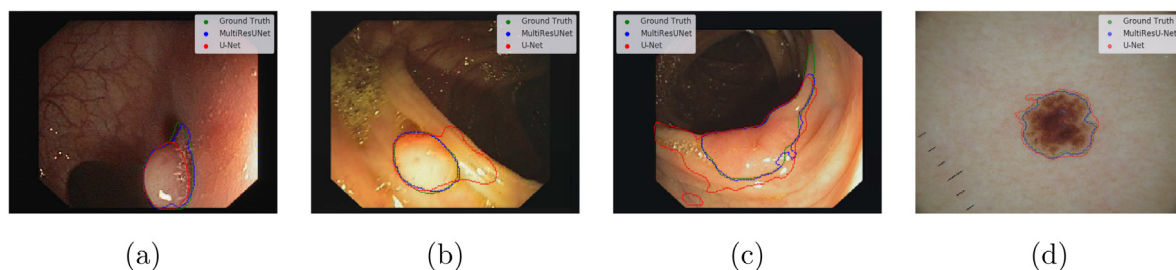 Ground Truth
MultiResUNet
U-Net
Ground Truth
MultiResUNet
U-Net
Ground Truth
MultiResUNet
U-Net
Ground Truth
MultiResU-Net
U-Net
(a)
(b)
(c)
(d)